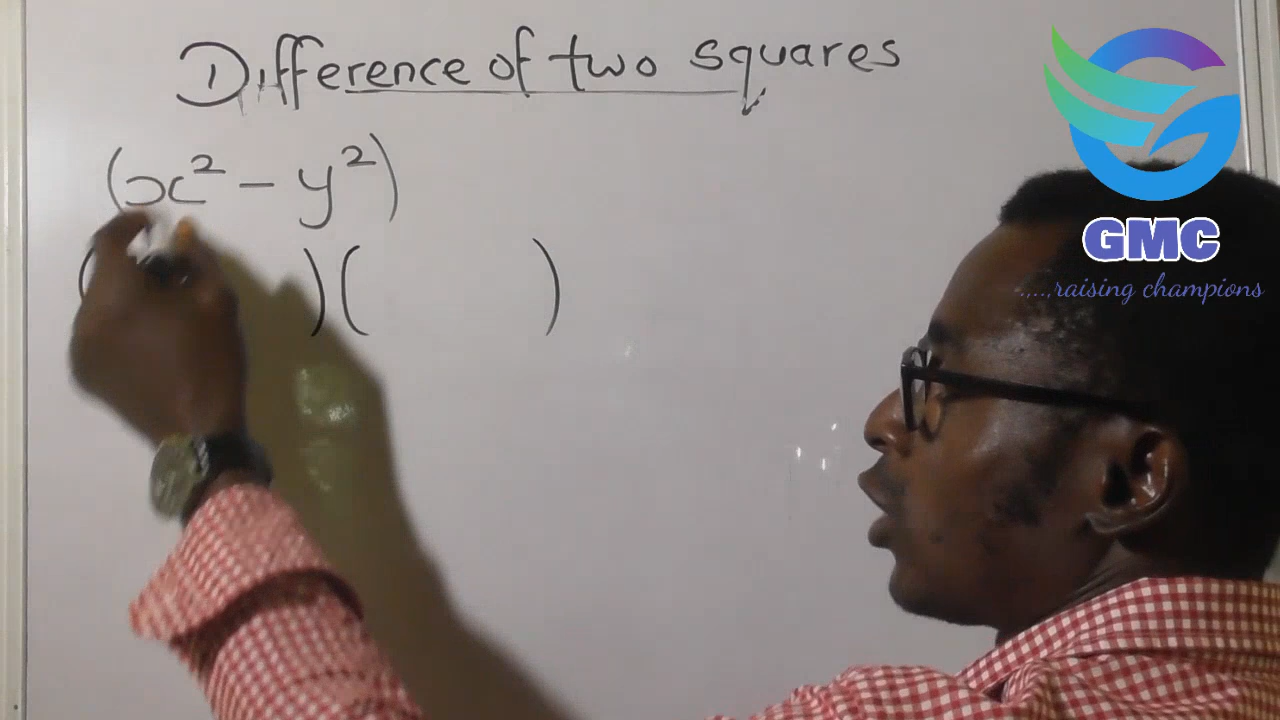 Difference of two squares
(x² - y²)
( )( )
GMC
.....,raising champions